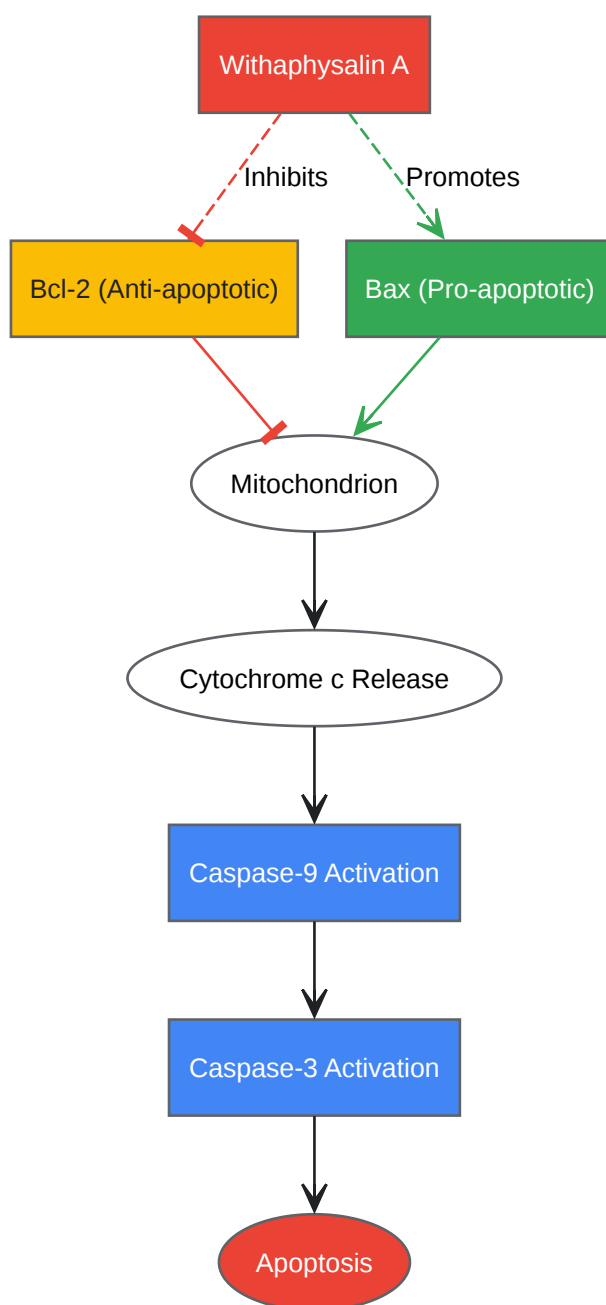 Withaphysalin A
Inhibits
Promotes
Bcl-2 (Anti-apoptotic)
Bax (Pro-apoptotic)
Mitochondrion
Cytochrome c Release
Caspase-9 Activation
Caspase-3 Activation
Apoptosis